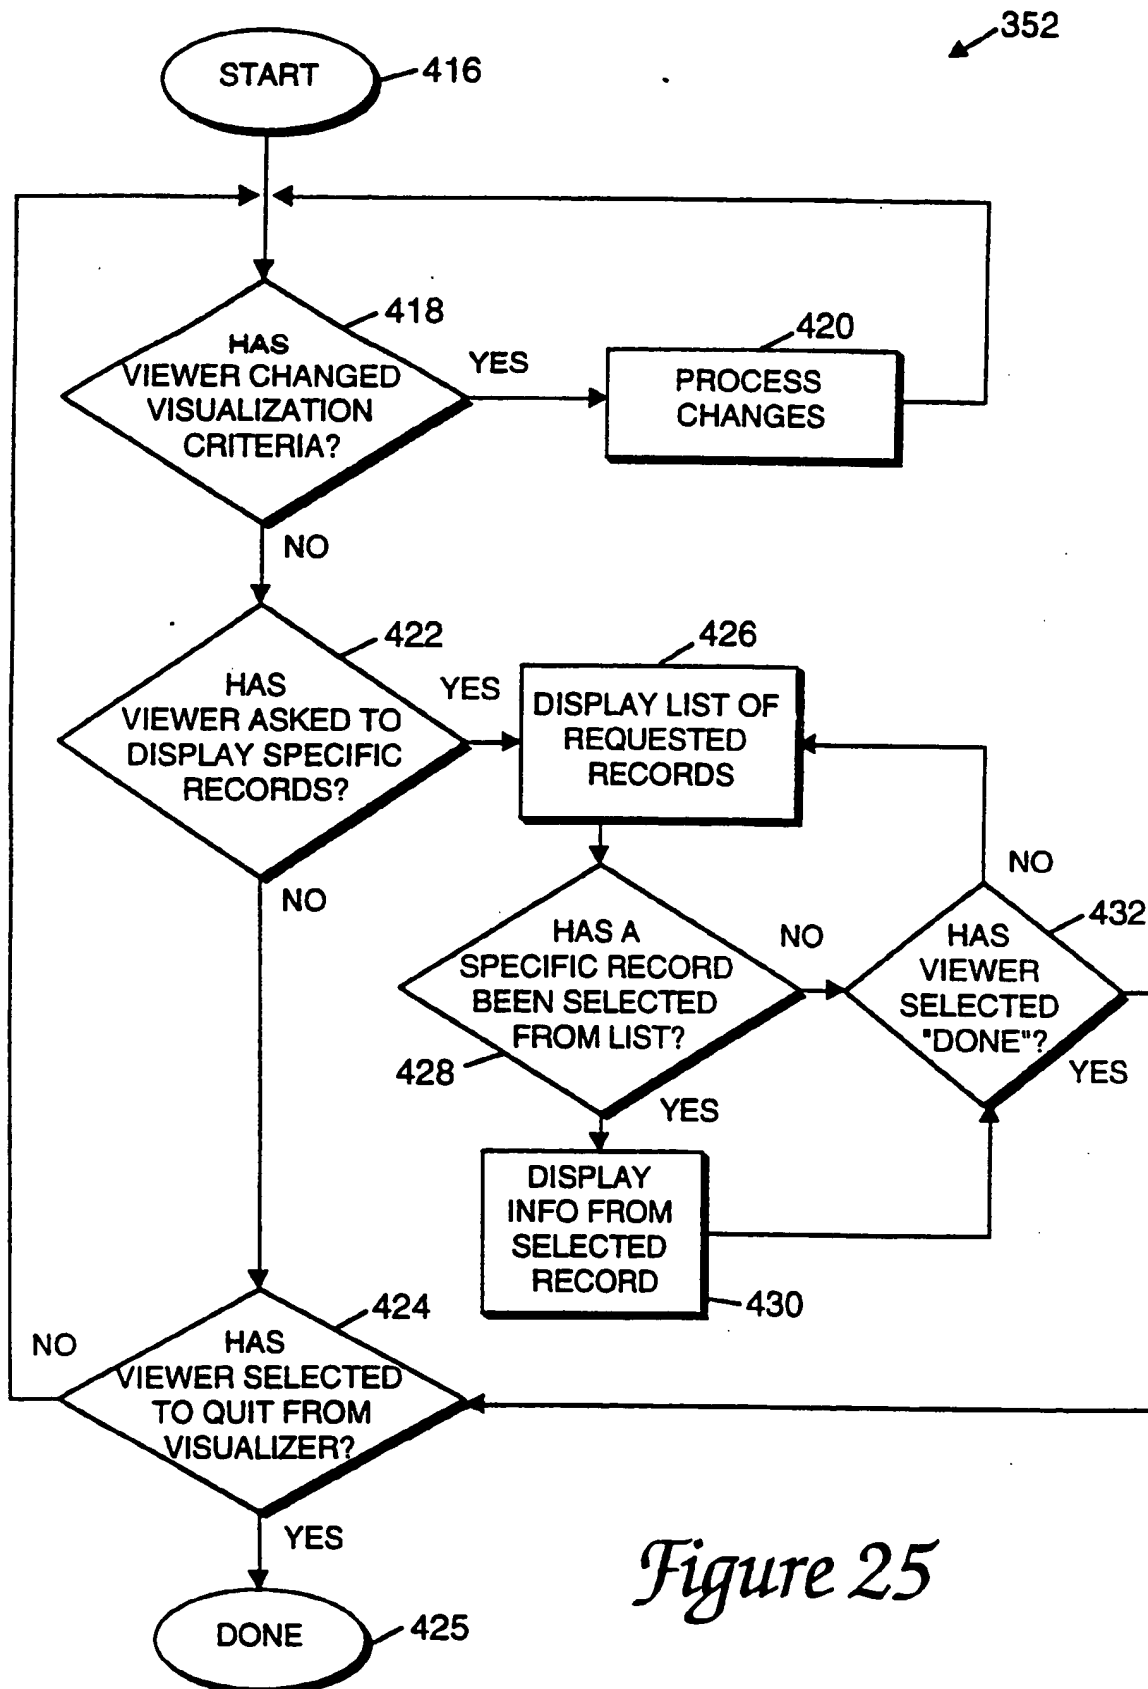 352
START
416
418
HAS
VIEWER CHANGED
VISUALIZATION
CRITERIA?
YES
420
PROCESS
CHANGES
NO
422
HAS
VIEWER ASKED TO
DISPLAY SPECIFIC
RECORDS?
YES
426
DISPLAY LIST OF
REQUESTED
RECORDS
NO
NO
432
HAS A
SPECIFIC RECORD
BEEN SELECTED
FROM LIST?
428
NO
HAS
VIEWER
SELECTED
"DONE"?
YES
YES
DISPLAY
INFO FROM
SELECTED
RECORD
430
424
HAS
VIEWER SELECTED
TO QUIT FROM
VISUALIZER?
NO
YES
DONE
425
Figure 25